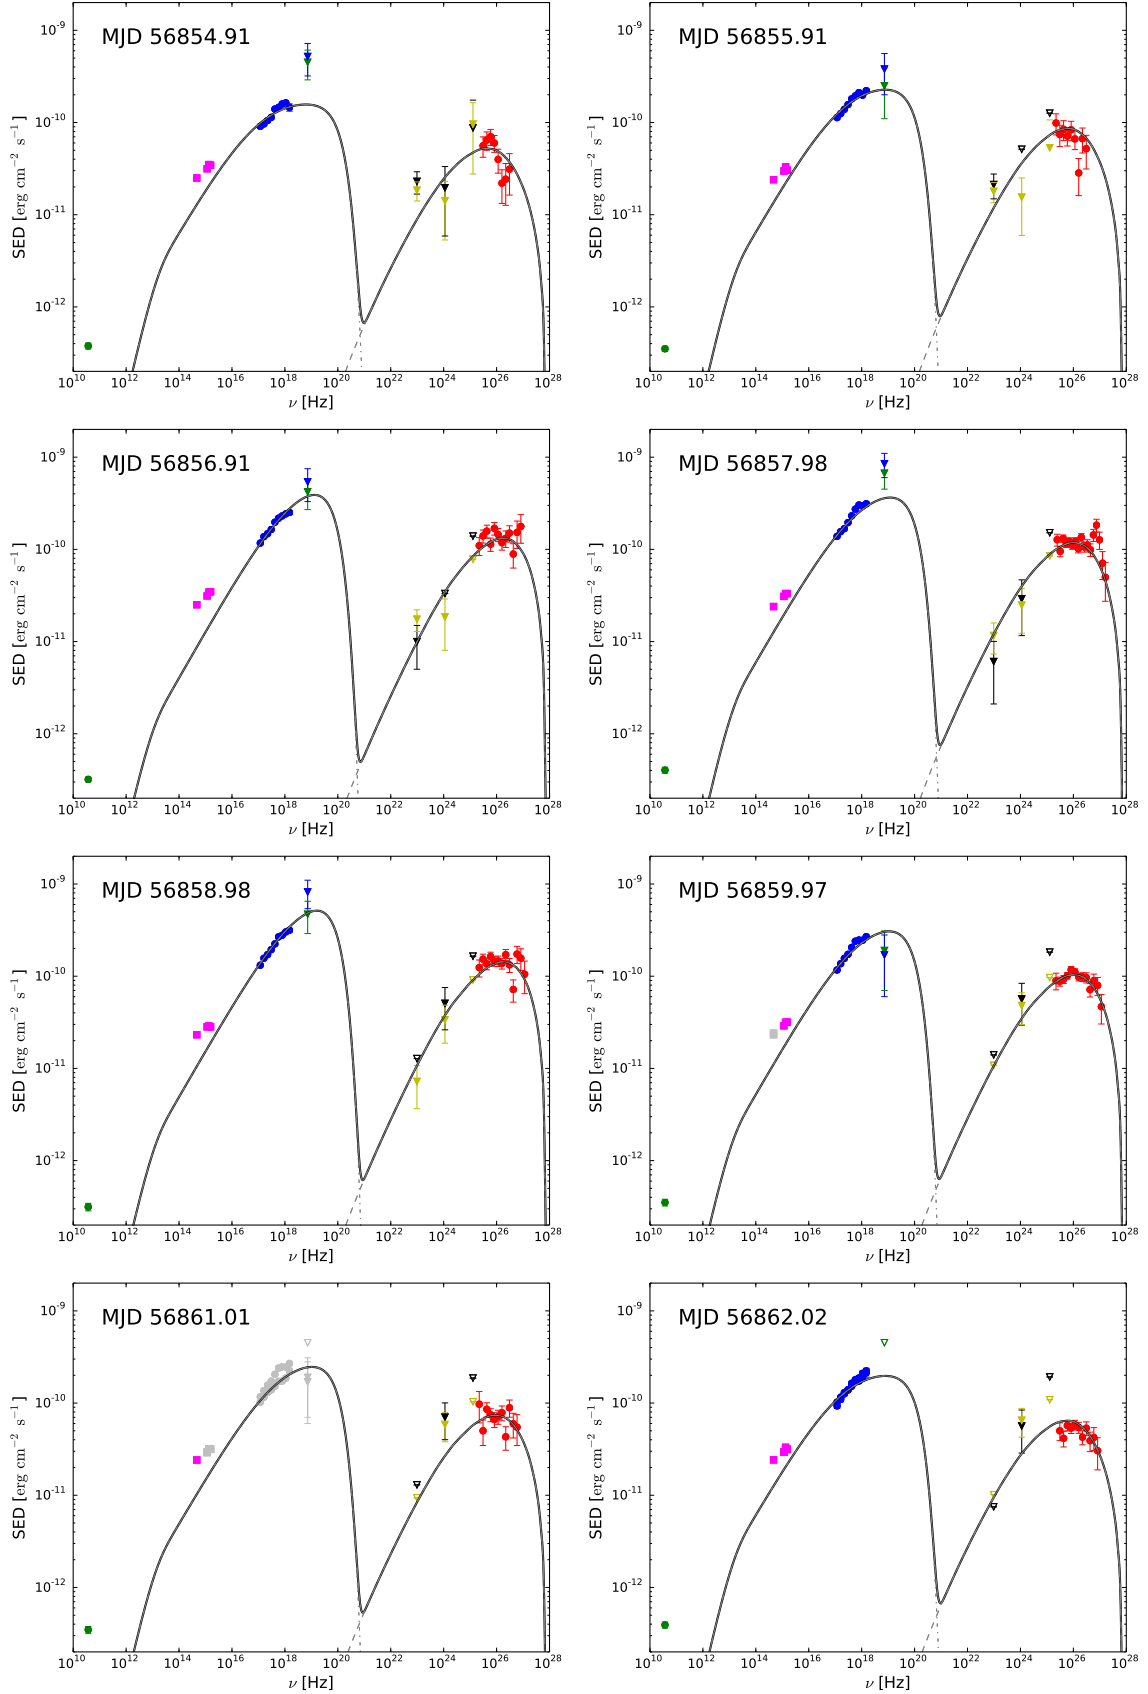 MJD 56854.91
SED [erg cm⁻² s⁻¹]
10⁻⁹
10⁻¹⁰
10⁻¹¹
10⁻¹²
10¹⁰ 10¹² 10¹⁴ 10¹⁶ 10¹⁸ 10²⁰ 10²² 10²⁴ 10²⁶ 10²⁸
ν [Hz]
MJD 56855.91
SED [erg cm⁻² s⁻¹]
10⁻⁹
10⁻¹⁰
10⁻¹¹
10⁻¹²
10¹⁰ 10¹² 10¹⁴ 10¹⁶ 10¹⁸ 10²⁰ 10²² 10²⁴ 10²⁶ 10²⁸
ν [Hz]
MJD 56856.91
SED [erg cm⁻² s⁻¹]
10⁻⁹
10⁻¹⁰
10⁻¹¹
10⁻¹²
10¹⁰ 10¹² 10¹⁴ 10¹⁶ 10¹⁸ 10²⁰ 10²² 10²⁴ 10²⁶ 10²⁸
ν [Hz]
MJD 56857.98
SED [erg cm⁻² s⁻¹]
10⁻⁹
10⁻¹⁰
10⁻¹¹
10⁻¹²
10¹⁰ 10¹² 10¹⁴ 10¹⁶ 10¹⁸ 10²⁰ 10²² 10²⁴ 10²⁶ 10²⁸
ν [Hz]
MJD 56858.98
SED [erg cm⁻² s⁻¹]
10⁻⁹
10⁻¹⁰
10⁻¹¹
10⁻¹²
10¹⁰ 10¹² 10¹⁴ 10¹⁶ 10¹⁸ 10²⁰ 10²² 10²⁴ 10²⁶ 10²⁸
ν [Hz]
MJD 56859.97
SED [erg cm⁻² s⁻¹]
10⁻⁹
10⁻¹⁰
10⁻¹¹
10⁻¹²
10¹⁰ 10¹² 10¹⁴ 10¹⁶ 10¹⁸ 10²⁰ 10²² 10²⁴ 10²⁶ 10²⁸
ν [Hz]
MJD 56861.01
SED [erg cm⁻² s⁻¹]
10⁻⁹
10⁻¹⁰
10⁻¹¹
10⁻¹²
10¹⁰ 10¹² 10¹⁴ 10¹⁶ 10¹⁸ 10²⁰ 10²² 10²⁴ 10²⁶ 10²⁸
ν [Hz]
MJD 56862.02
SED [erg cm⁻² s⁻¹]
10⁻⁹
10⁻¹⁰
10⁻¹¹
10⁻¹²
10¹⁰ 10¹² 10¹⁴ 10¹⁶ 10¹⁸ 10²⁰ 10²² 10²⁴ 10²⁶ 10²⁸
ν [Hz]